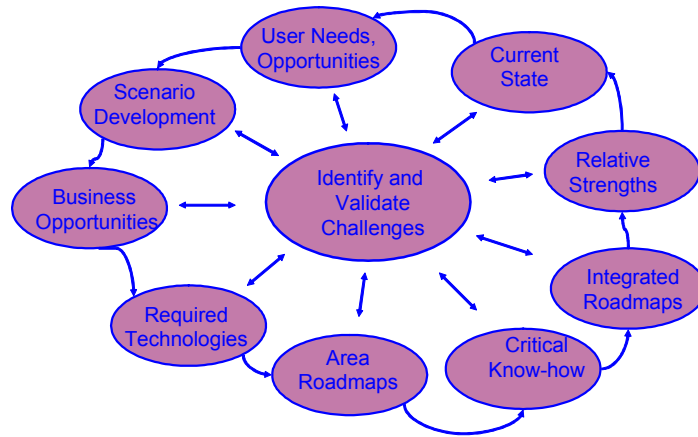 User Needs,
Opportunities
Current
State
Scenario
Development
Relative
Strengths
Identify and
Validate
Challenges
Business
Opportunities
Integrated
Roadmaps
Required
Technologies
Area
Roadmaps
Critical
Know-how